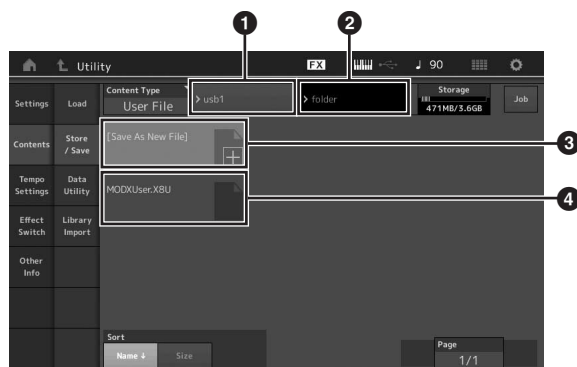 1 2
Utility FX ♩ 90
Settings Load Content Type User File > usb1 > folder Storage 471MB/3.6GB Job
Contents Store / Save [Save As New File] 3
Tempo Settings Data Utility MODXUser.X8U 4
Effect Switch Library Import
Other Info
Sort Page
Name ↓ Size 1/1